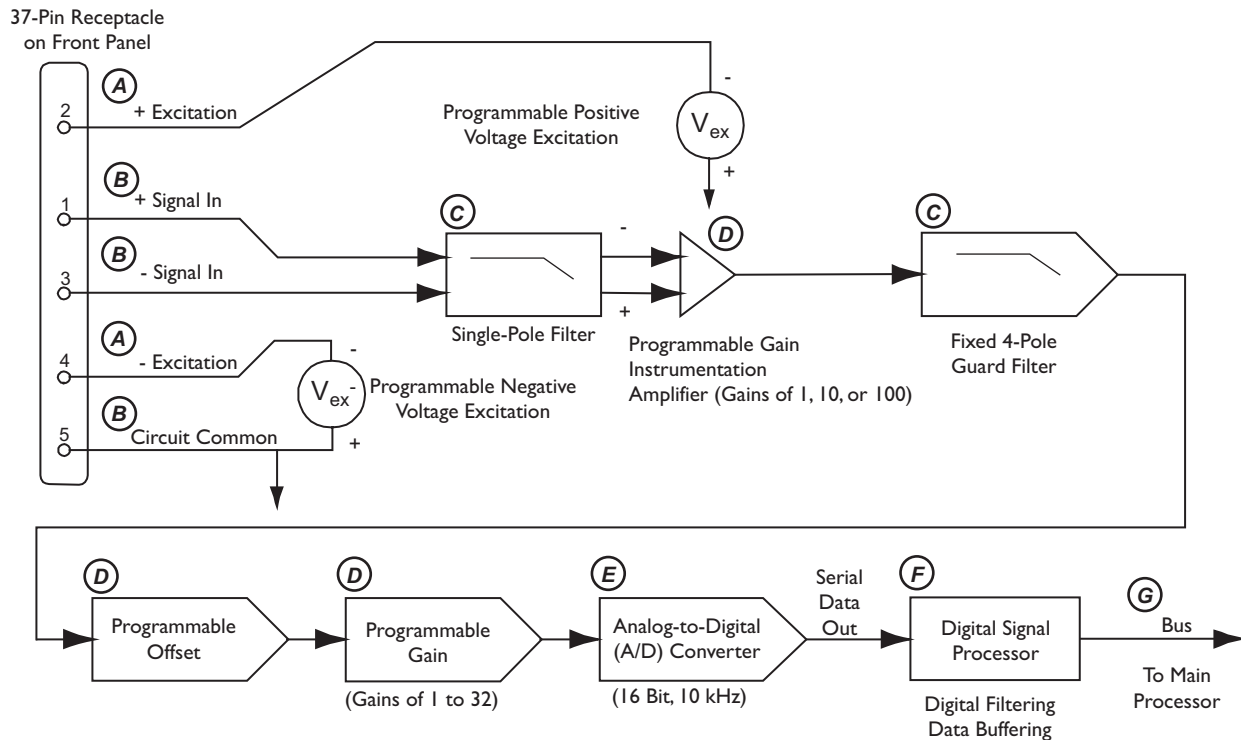 37-Pin Receptacle
on Front Panel
A
2
+ Excitation
-
Programmable Positive
Voltage Excitation
Vex
+
B
1
+ Signal In
C
-
D
C
B
3
- Signal In
+
Single-Pole Filter
Programmable Gain
Instrumentation
Amplifier (Gains of 1, 10, or 100)
Fixed 4-Pole
Guard Filter
A
4
- Excitation
-
Vex-
Programmable Negative
Voltage Excitation
B
5
Circuit Common
+
D
Programmable
Offset
D
Programmable
Gain
(Gains of 1 to 32)
E
Analog-to-Digital
(A/D) Converter
(16 Bit, 10 kHz)
Serial
Data
Out
F
Digital Signal
Processor
Digital Filtering
Data Buffering
G
Bus
To Main
Processor